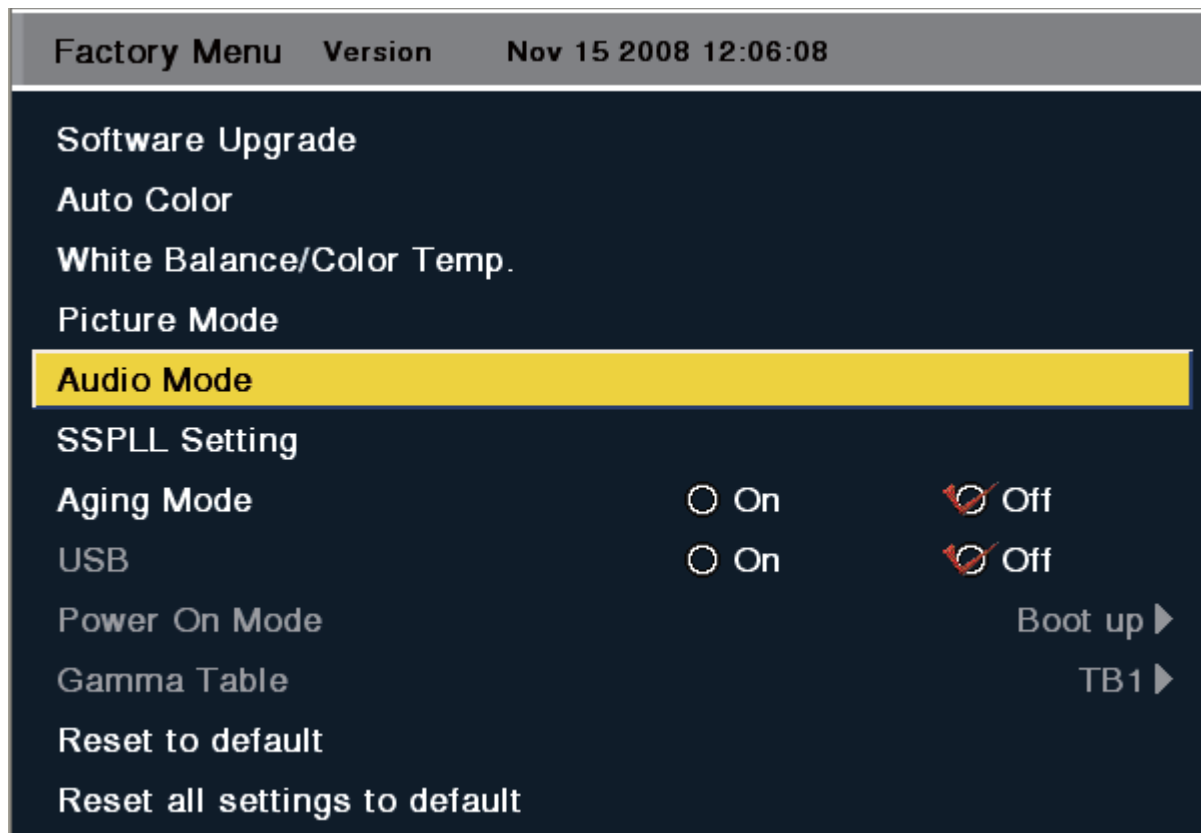 Factory Menu Version Nov 15 2008 12:06:08
Software Upgrade
Auto Color
White Balance/Color Temp.
Picture Mode
Audio Mode
SSPLL Setting
Aging Mode On Off
USB On Off
Power On Mode Boot up
Gamma Table TB1
Reset to default
Reset all settings to default